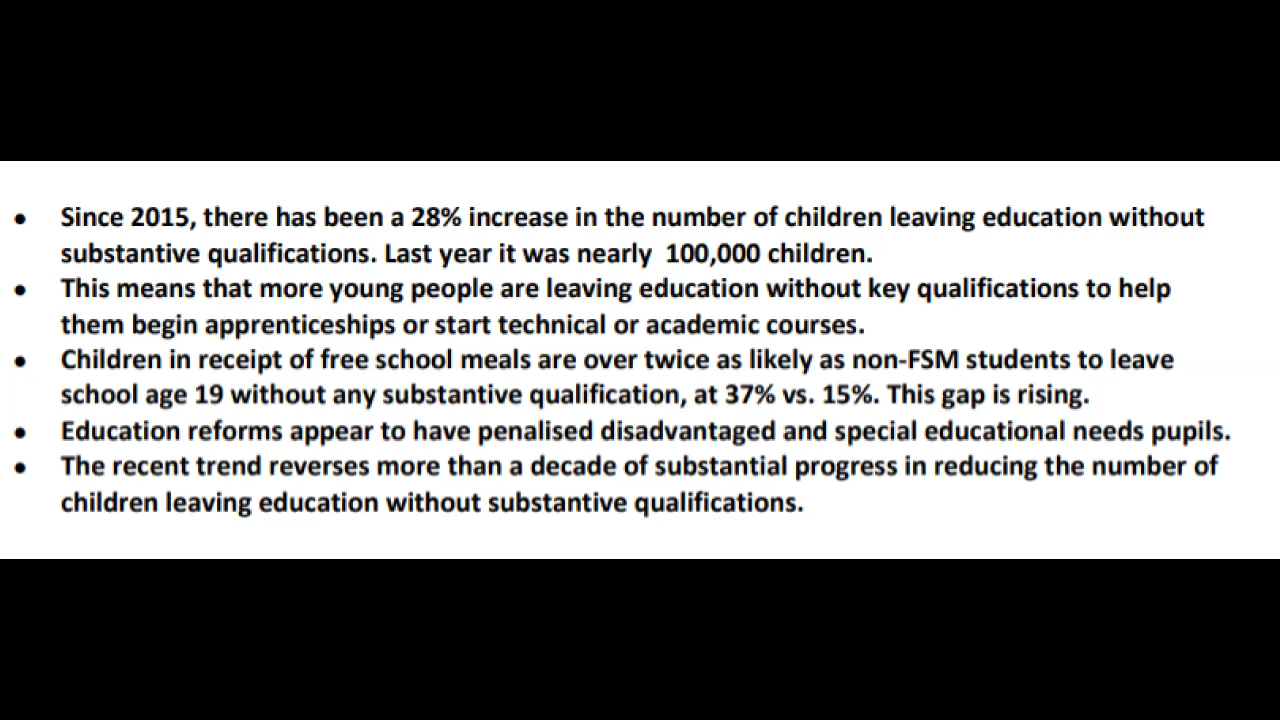 • Since 2015, there has been a 28% increase in the number of children leaving education without
substantive qualifications. Last year it was nearly  100,000 children.
• This means that more young people are leaving education without key qualifications to help
them begin apprenticeships or start technical or academic courses.
• Children in receipt of free school meals are over twice as likely as non-FSM students to leave
school age 19 without any substantive qualification, at 37% vs. 15%. This gap is rising.
• Education reforms appear to have penalised disadvantaged and special educational needs pupils.
• The recent trend reverses more than a decade of substantial progress in reducing the number of
children leaving education without substantive qualifications.